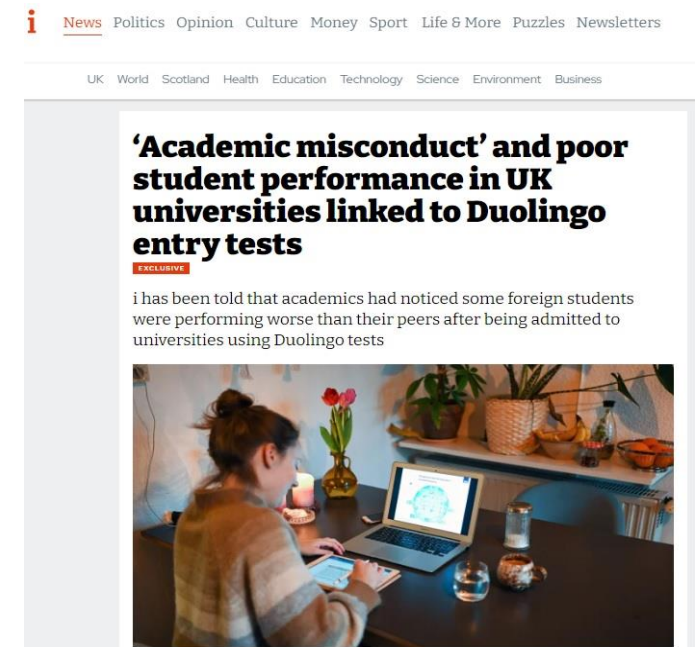 i News Politics Opinion Culture Money Sport Life & More Puzzles Newsletters
UK World Scotland Health Education Technology Science Environment Business
‘Academic misconduct’ and poor
student performance in UK
universities linked to Duolingo
entry tests
EXCLUSIVE
i has been told that academics had noticed some foreign students
were performing worse than their peers after being admitted to
universities using Duolingo tests